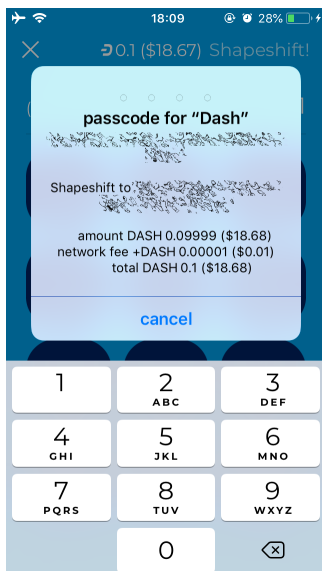 18:09
28%
0.1 ($18.67) Shapeshift!
passcode for “Dash”
Shapeshift to
amount DASH 0.09999 ($18.68)
network fee +DASH 0.00001 ($0.01)
total DASH 0.1 ($18.68)
cancel
1
2
ABC
3
DEF
4
GHI
5
JKL
6
MNO
7
PQRS
8
TUV
9
WXYZ
0